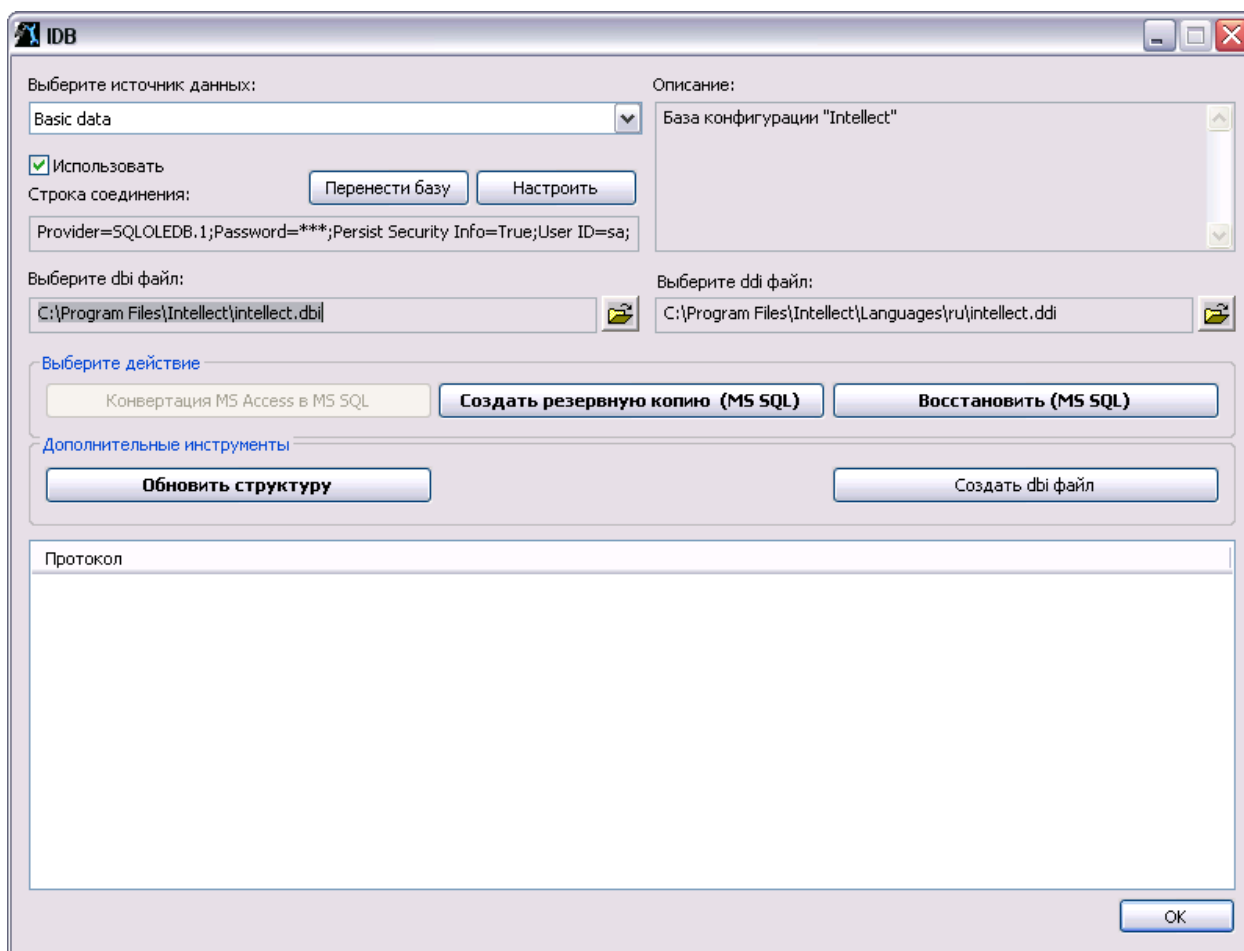 IDB
Выберите источник данных:
Описание:
Basic data
База конфигурации "Intellect"
Использовать
Перенести базу
Настроить
Строка соединения:
Provider=SQLOLEDB.1;Password=***;Persist Security Info=True;User ID=sa;
Выберите dbi файл:
Выберите ddi файл:
C:\Program Files\Intellect\intellect.dbi
C:\Program Files\Intellect\Languages\ru\intellect.ddi
Выберите действие
Конвертация MS Access в MS SQL
Создать резервную копию (MS SQL)
Восстановить (MS SQL)
Дополнительные инструменты
Обновить структуру
Создать dbi файл
Протокол
OK